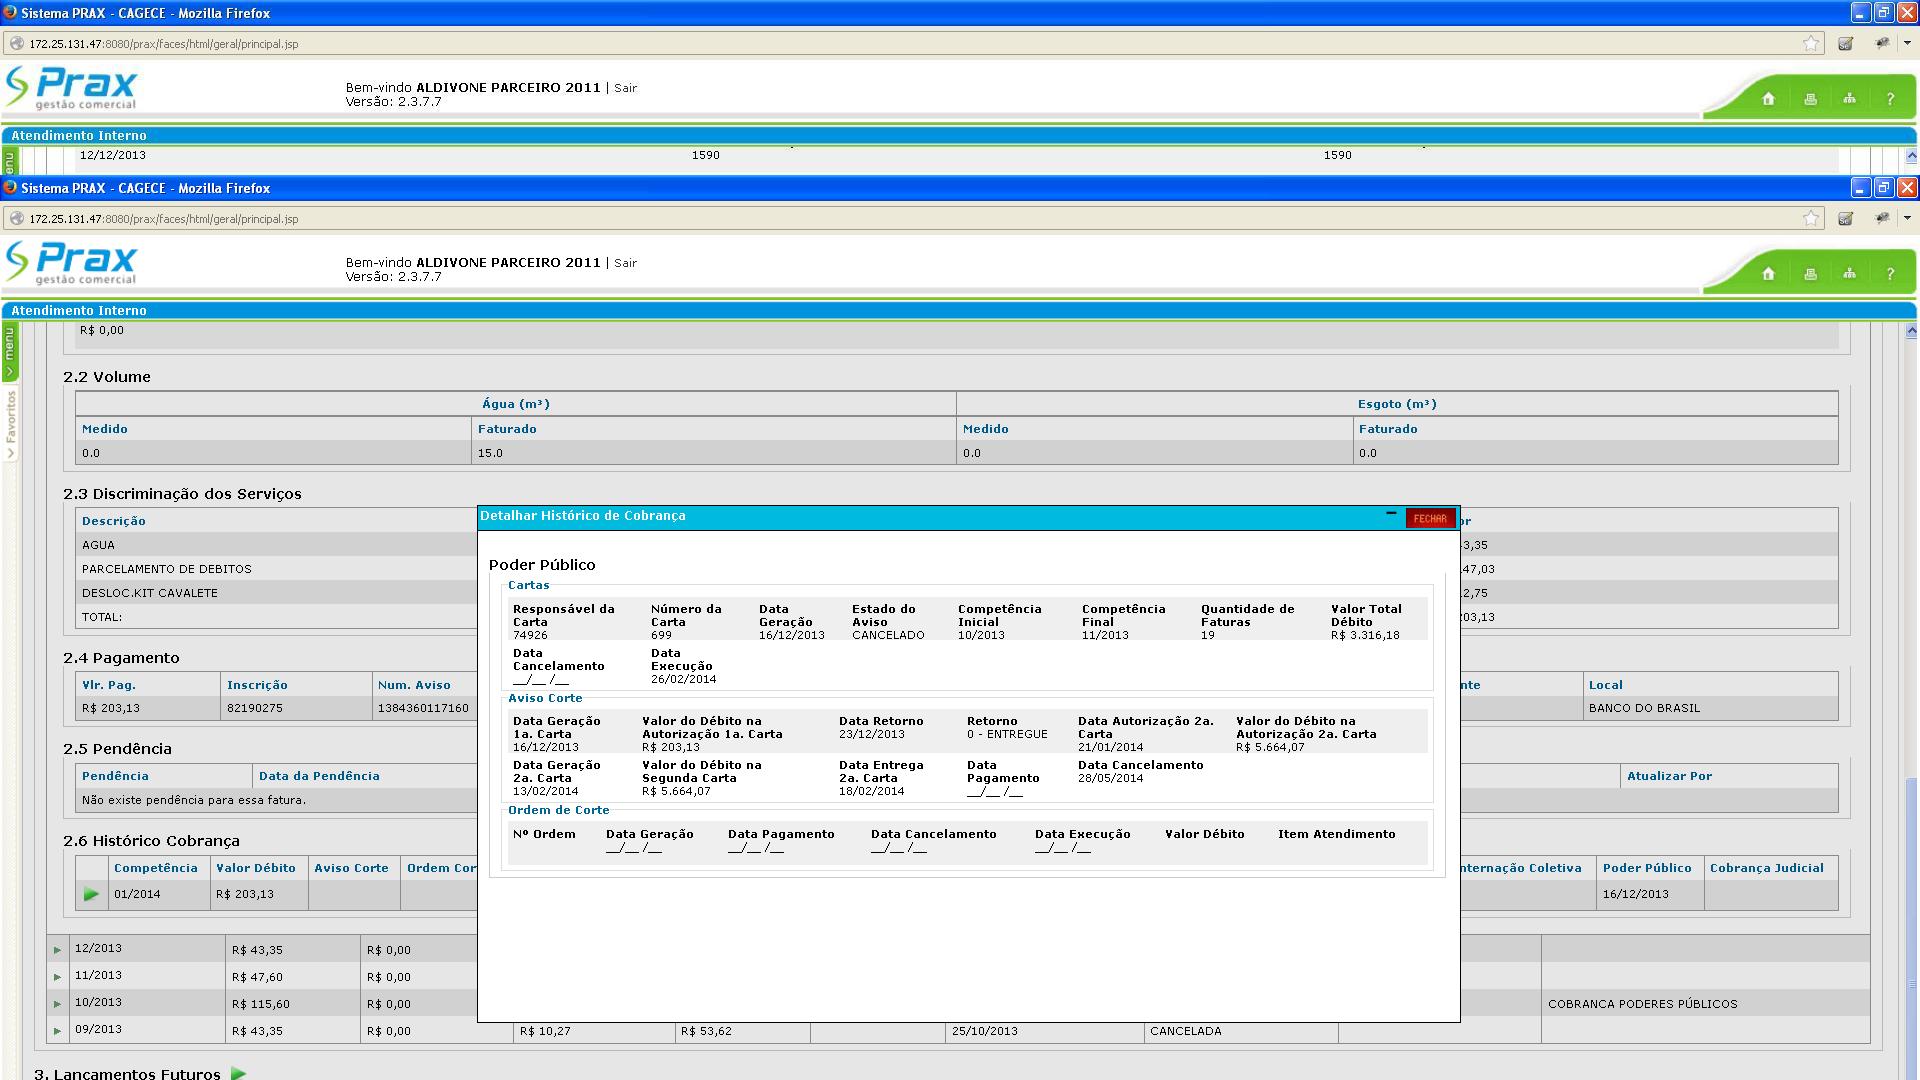 Sistema PRAX - CAGECE - Mozilla Firefox
172.25.131.47:8080/prax/faces/html/geral/principal.jsp
Prax
gestão comercial
Bem-vindo ALDIVONE PARCEIRO 2011 | Sair
Versão: 2.3.7.7
?
Atendimento Interno
12/12/2013 1590 1590
menu
Sistema PRAX - CAGECE - Mozilla Firefox
172.25.131.47:8080/prax/faces/html/geral/principal.jsp
Prax
gestão comercial
Bem-vindo ALDIVONE PARCEIRO 2011 | Sair
Versão: 2.3.7.7
?
Atendimento Interno
> menu
> Favoritos
R$ 0,00
2.2 Volume
Água (m³) Esgoto (m³)
Medido Faturado Medido Faturado
0.0 15.0 0.0 0.0
2.3 Discriminação dos Serviços
Descrição or
AGUA 3,35
PARCELAMENTO DE DEBITOS 47,03
DESLOC.KIT CAVALETE 2,75
TOTAL: 03,13
2.4 Pagamento
Vlr. Pag. Inscrição Num. Aviso nte Local
R$ 203,13 82190275 1384360117160 BANCO DO BRASIL
2.5 Pendência
Pendência Data da Pendência Atualizar Por
Não existe pendência para essa fatura.
2.6 Histórico Cobrança
Competência Valor Débito Aviso Corte Ordem Cor nternação Coletiva Poder Público Cobrança Judicial
01/2014 R$ 203,13 16/12/2013
Detalhar Histórico de Cobrança FECHAR
Poder Público
Cartas
Responsável da Número da Data Estado do Competência Competência Quantidade de Valor Total
Carta Carta Geração Aviso Inicial Final Faturas Débito
74926 699 16/12/2013 CANCELADO 10/2013 11/2013 19 R$ 3.316,18
Data Data
Cancelamento Execução
__/__ /__ 26/02/2014
Aviso Corte
Data Geração Valor do Débito na Data Retorno Retorno Data Autorização 2a. Valor do Débito na
1a. Carta Autorização 1a. Carta 23/12/2013 0 - ENTREGUE Carta Autorização 2a. Carta
16/12/2013 R$ 203,13 21/01/2014 R$ 5.664,07
Data Geração Valor do Débito na Data Entrega Data Data Cancelamento
2a. Carta Segunda Carta 2a. Carta Pagamento 28/05/2014
13/02/2014 R$ 5.664,07 18/02/2014 __/__ /__
Ordem de Corte
Nº Ordem Data Geração Data Pagamento Data Cancelamento Data Execução Valor Débito Item Atendimento
__/__ /__ __/__ /__ __/__ /__ __/__ /__
12/2013 R$ 43,35 R$ 0,00
11/2013 R$ 47,60 R$ 0,00
10/2013 R$ 115,60 R$ 0,00 COBRANCA PODERES PÚBLICOS
09/2013 R$ 43,35 R$ 0,00 R$ 10,27 R$ 53,62 25/10/2013 CANCELADA
3. Lançamentos Futuros